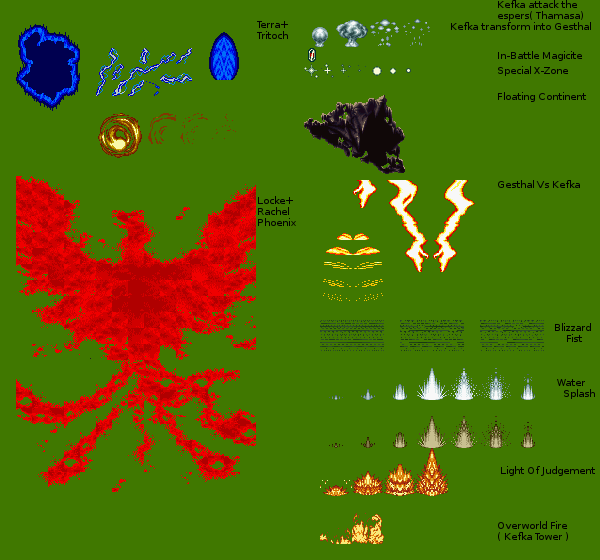 Terra+
Tritoch
Kefka attack the
espers( Thamasa)
Kefka transform into Gesthal
In-Battle Magicite
Special X-Zone
Floating Continent
Gesthal Vs Kefka
Locke+
Rachel
Phoenix
Blizzard
Fist
Water
Splash
Light Of Judgement
Overworld Fire
( Kefka Tower )